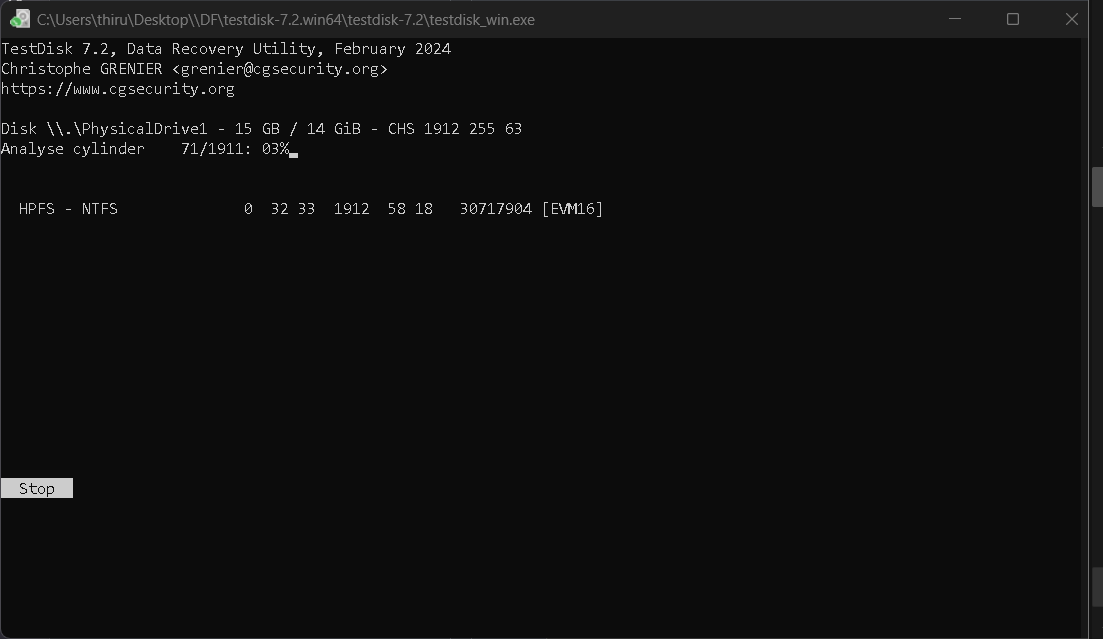 C:\Users\thiru\Desktop\\DF\testdisk-7.2.win64\testdisk-7.2\testdisk_win.exe
TestDisk 7.2, Data Recovery Utility, February 2024
Christophe GRENIER <grenier@cgsecurity.org>
https://www.cgsecurity.org
Disk \\.\PhysicalDrive1 - 15 GB / 14 GiB - CHS 1912 255 63
Analyse cylinder    71/1911: 03%
HPFS - NTFS              0  32 33  1912  58 18   30717904 [EVM16]
Stop